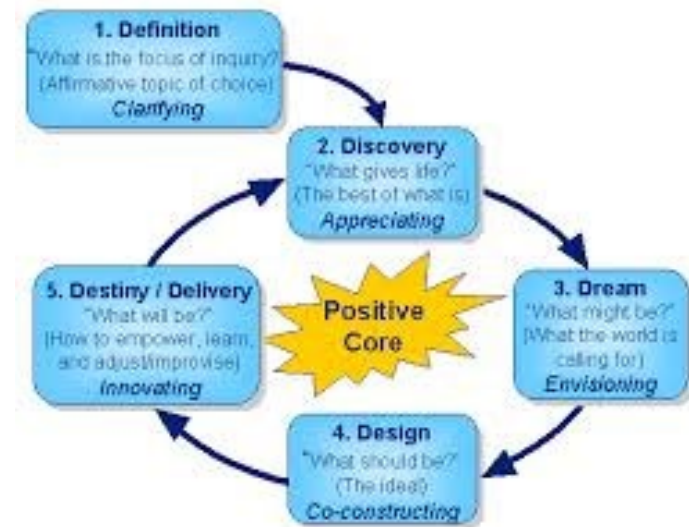 1. Definition
"What is the focus of inquiry?
(Affirmative topic of choice)
Clarifying
2. Discovery
"What gives life?"
(The best of what is)
Appreciating
3. Dream
"What might be?"
(What the world is
calling for)
Envisioning
4. Design
"What should be?"
(The ideal)
Co-constructing
5. Destiny / Delivery
"What will be?"
(How to empower, learn,
and adjust/improvise)
Innovating
Positive
Core